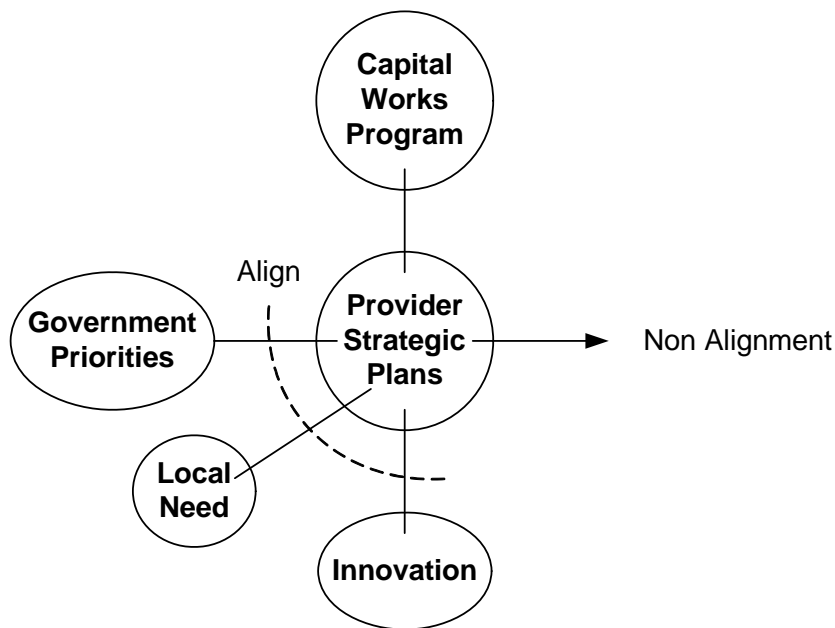 Capital
Works
Program
Align
Government
Priorities
Provider
Strategic
Plans
Non Alignment
Local
Need
Innovation